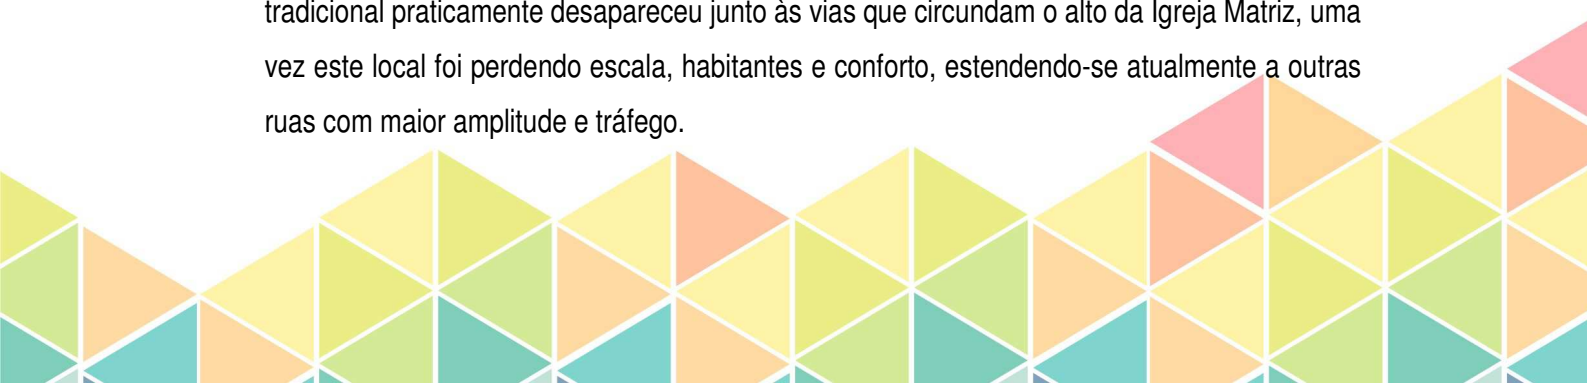 tradicional praticamente desapareceu junto às vias que circundam o alto da Igreja Matriz, uma
vez este local foi perdendo escala, habitantes e conforto, estendendo-se atualmente a outras
ruas com maior amplitude e tráfego.